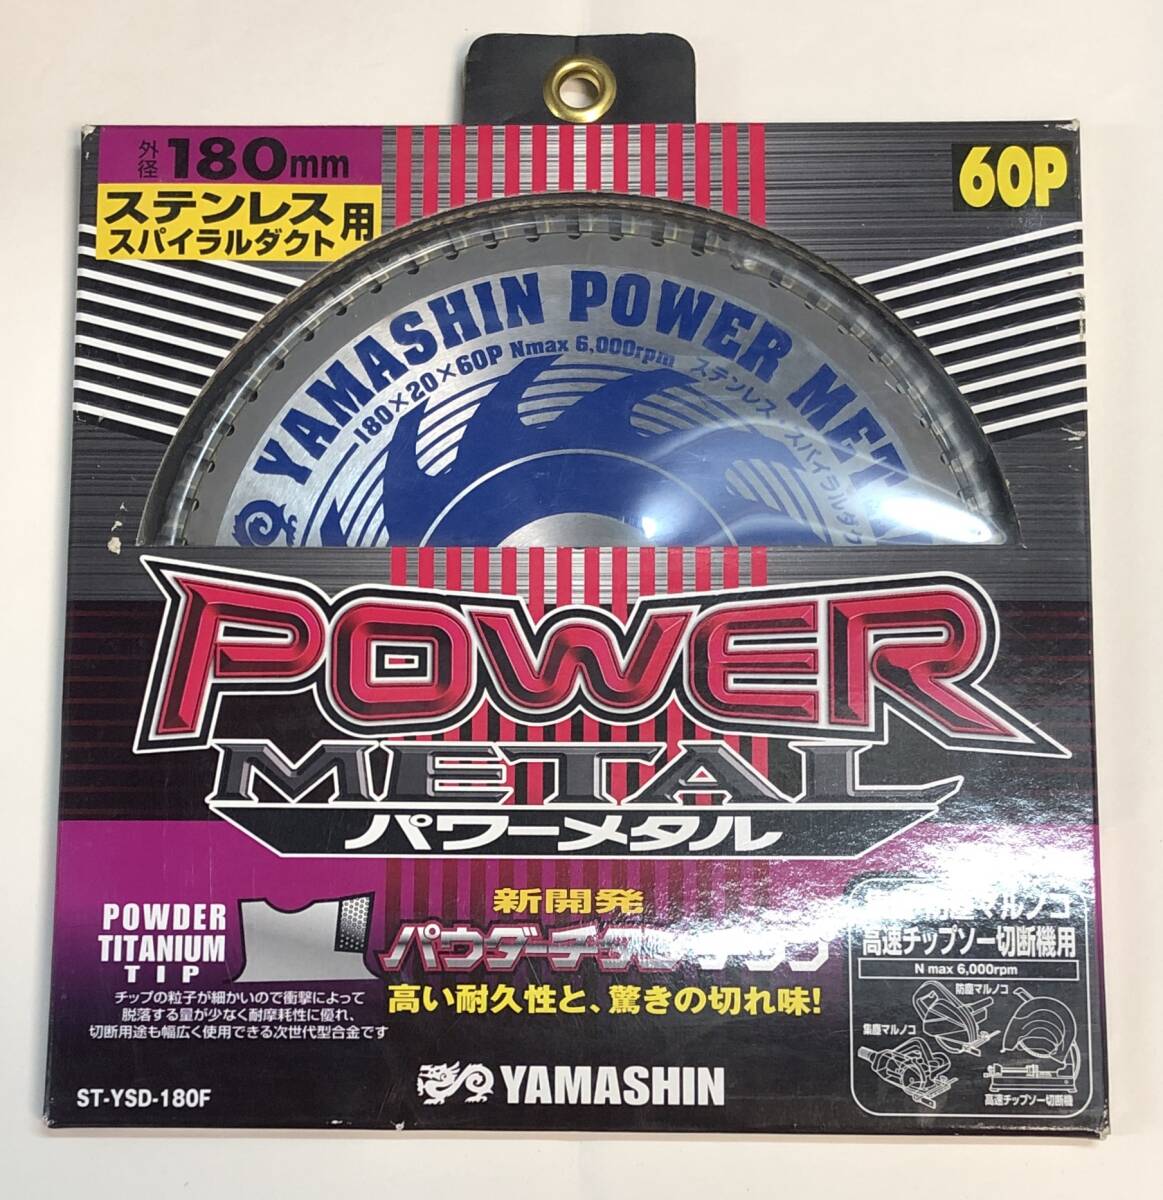 外径 180mm
ステンレス
スパイラルダクト
用
60P
YAMASHIN POWER
180×20×60P Nmax 6,000rpm ステンレス・スパイラルダク
POWER
METAL
パワーメタル
新開発
高い耐久性と、驚きの切れ味!
POWDER
TITANIUM
TIP
チップの粒子が細かいので衝撃によって
脱落する量が少なく耐摩耗性に優れ、
切断用途も幅広く使用できる次世代型合金です
マルノコ
高速チップソー切断機用
N max 6,000rpm
防塵マルノコ
集塵マルノコ
高速チップソー切断機
YAMASHIN
ST-YSD-180F